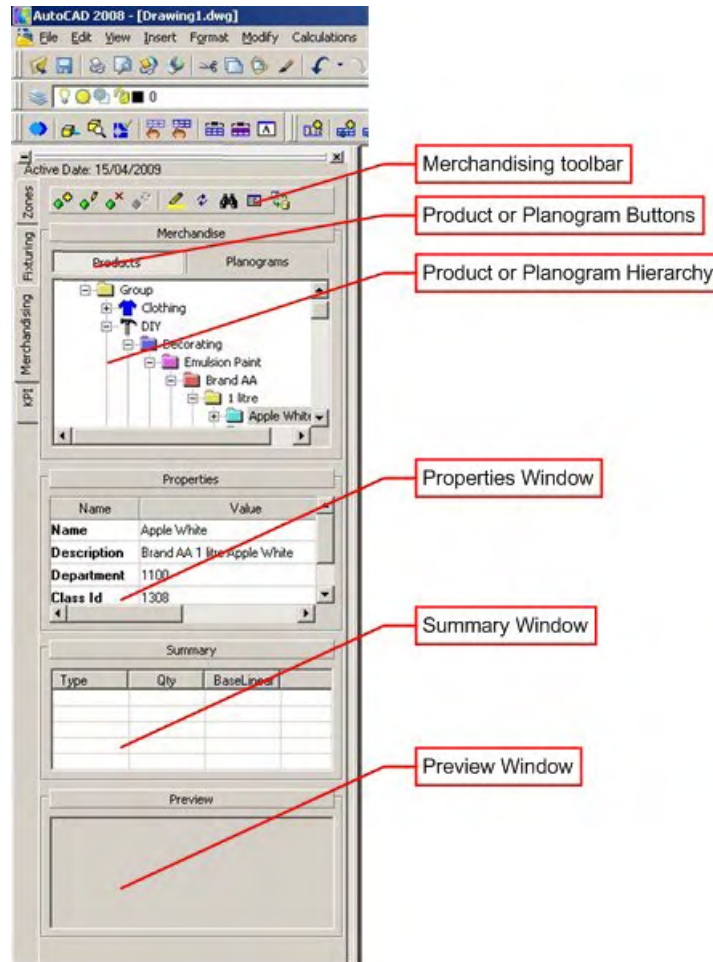 AutoCAD 2008 - [Drawing1.dwg]
File Edit View Insert Format Modify Calculations
0
A
Active Date: 15/04/2009
Merchandising toolbar
Zones
Fixturing
Merchandising
KPI
Merchandise
Product or Planogram Buttons
Products Planograms
Product or Planogram Hierarchy
Group
Clothing
DIY
Decorating
Emulsion Paint
Brand AA
1 litre
Apple White
Properties
Properties Window
Name Value
Name Apple White
Description Brand AA 1 litre Apple White
Department 1100
Class Id 1308
Summary Window
Summary
Type Qty BaseLinear
Preview Window
Preview